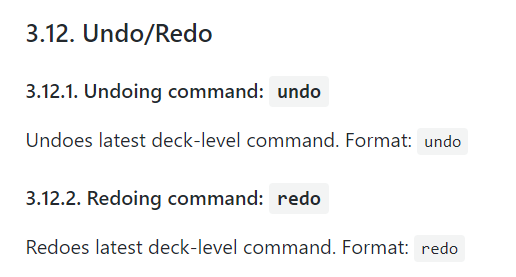 3.12. Undo/Redo
3.12.1. Undoing command: undo
Undoes latest deck-level command. Format: undo
3.12.2. Redoing command: redo
Redoes latest deck-level command. Format: redo